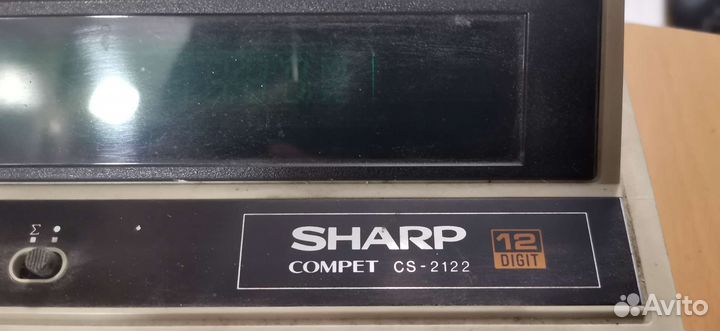 Σ •
SHARP
12
DIGIT
COMPET CS-2122
Avito